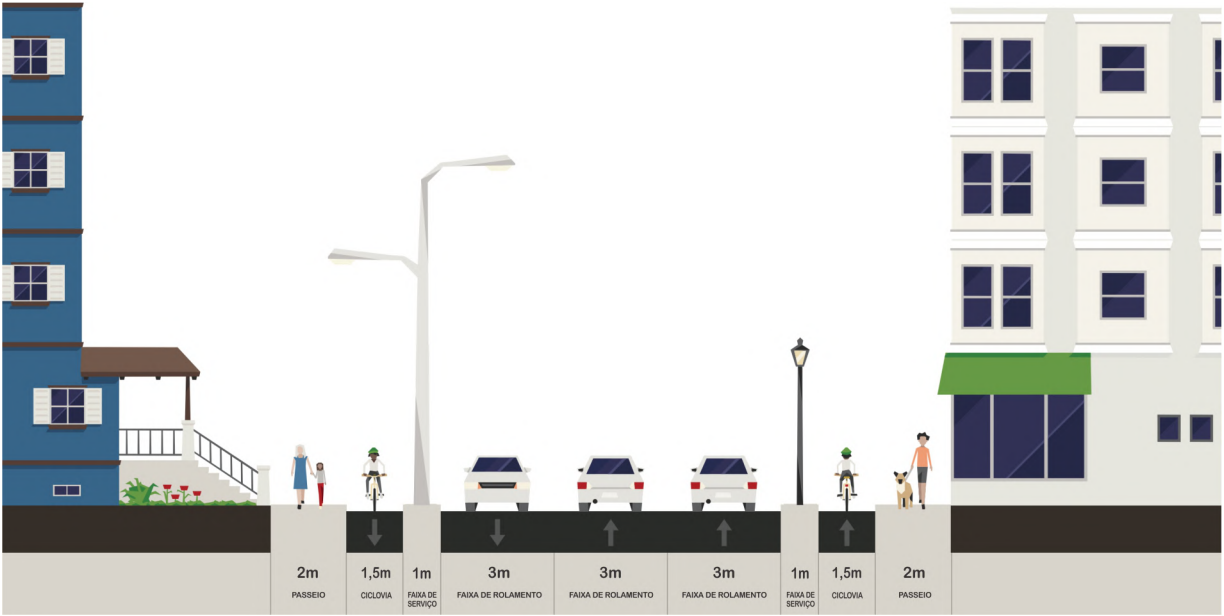 2m 1,5m 1m 3m 3m 3m 1m 1,5m 2m
PASSEIO CICLOVIA FAIXA DE SERVIÇO FAIXA DE ROLAMENTO FAIXA DE ROLAMENTO FAIXA DE ROLAMENTO FAIXA DE SERVIÇO CICLOVIA PASSEIO